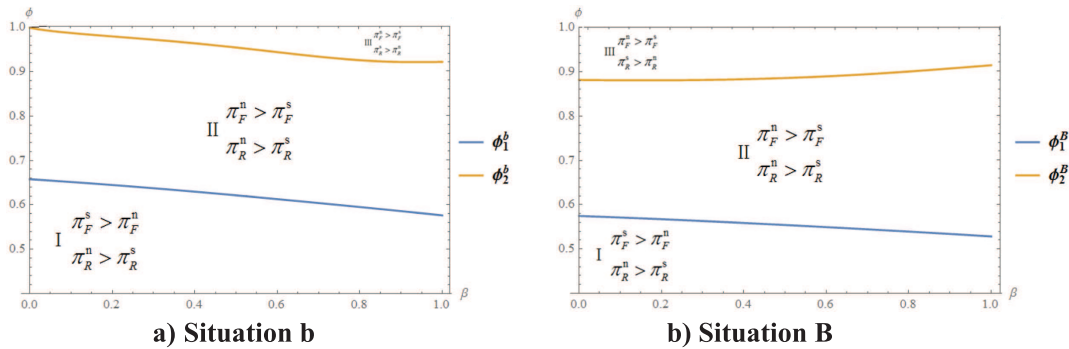 ϕ
1.0
0.9
0.8
0.7
0.6
0.5
0.0 0.2 0.4 0.6 0.8 1.0 β
III
II π_F^n > π_F^s
π_R^n > π_R^s
I π_F^s > π_F^n
π_R^n > π_R^s
ϕ_1^b
ϕ_2^b
a) Situation b
ϕ
1.0
0.9
0.8
0.7
0.6
0.5
0.0 0.2 0.4 0.6 0.8 1.0 β
III π_F^n > π_F^s
π_R^s > π_R^n
II π_F^n > π_F^s
π_R^n > π_R^s
I π_F^s > π_F^n
π_R^n > π_R^s
ϕ_1^B
ϕ_2^B
b) Situation B